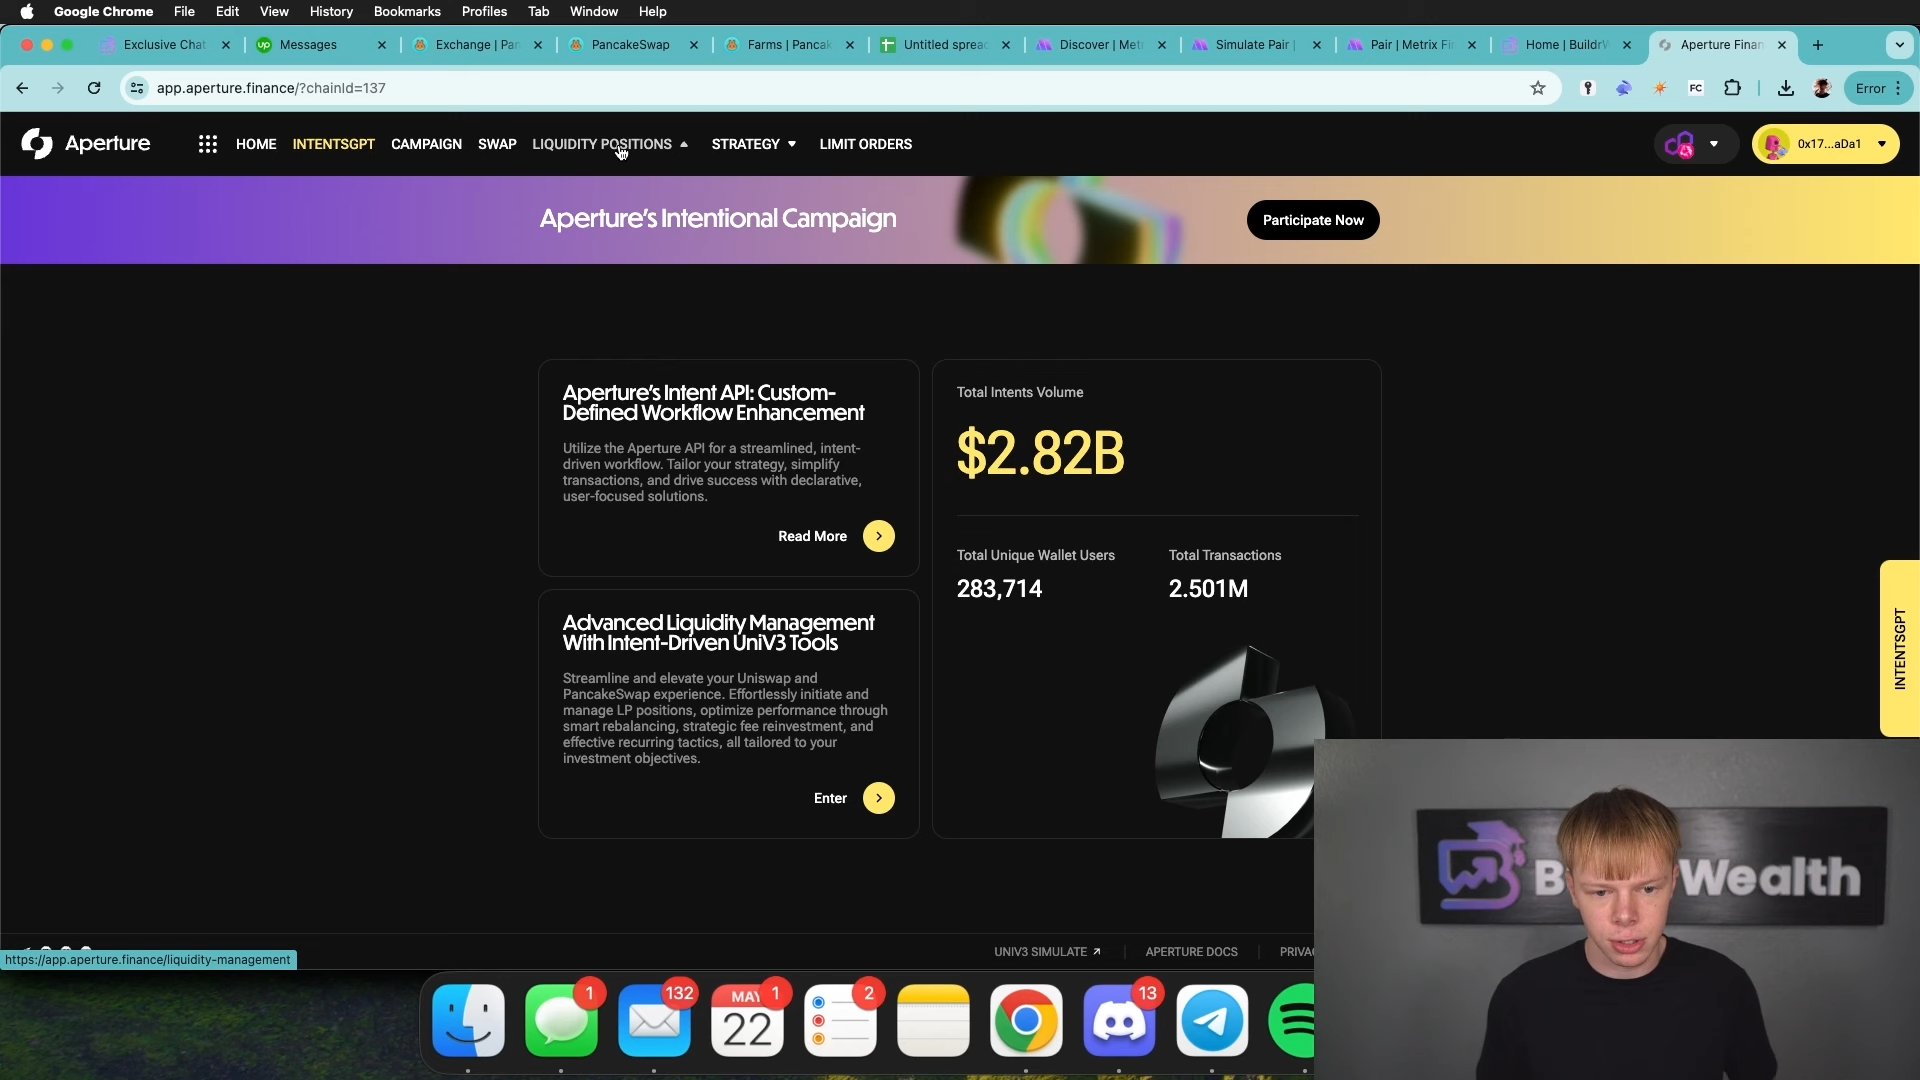 Google Chrome File Edit View History Bookmarks Profiles Tab Window Help
Exclusive Chat Messages Exchange | Pan PancakeSwap Farms | Pancak Untitled spreac Discover | Met Simulate Pair | Pair | Metrix Fi Home | BuildrW Aperture Finan
app.aperture.finance/?chainId=137
FC
Error
Aperture HOME INTENTSGPT CAMPAIGN SWAP LIQUIDITY POSITIONS STRATEGY LIMIT ORDERS 0x17...aDa1
Aperture's Intentional Campaign
Participate Now
Aperture's Intent API: Custom-
Defined Workflow Enhancement
Utilize the Aperture API for a streamlined, intent-
driven workflow. Tailor your strategy, simplify
transactions, and drive success with declarative,
user-focused solutions.
Read More
Advanced Liquidity Management
With Intent-Driven UniV3 Tools
Streamline and elevate your Uniswap and
PancakeSwap experience. Effortlessly initiate and
manage LP positions, optimize performance through
smart rebalancing, strategic fee reinvestment, and
effective recurring tactics, all tailored to your
investment objectives.
Enter
Total Intents Volume
$2.82B
Total Unique Wallet Users
283,714
Total Transactions
2.501M
INTENTSGPT
UNIV3 SIMULATE APERTURE DOCS PRIVA
https://app.aperture.finance/liquidity-management
1 132 MAY 22 1 2 13
B Wealth